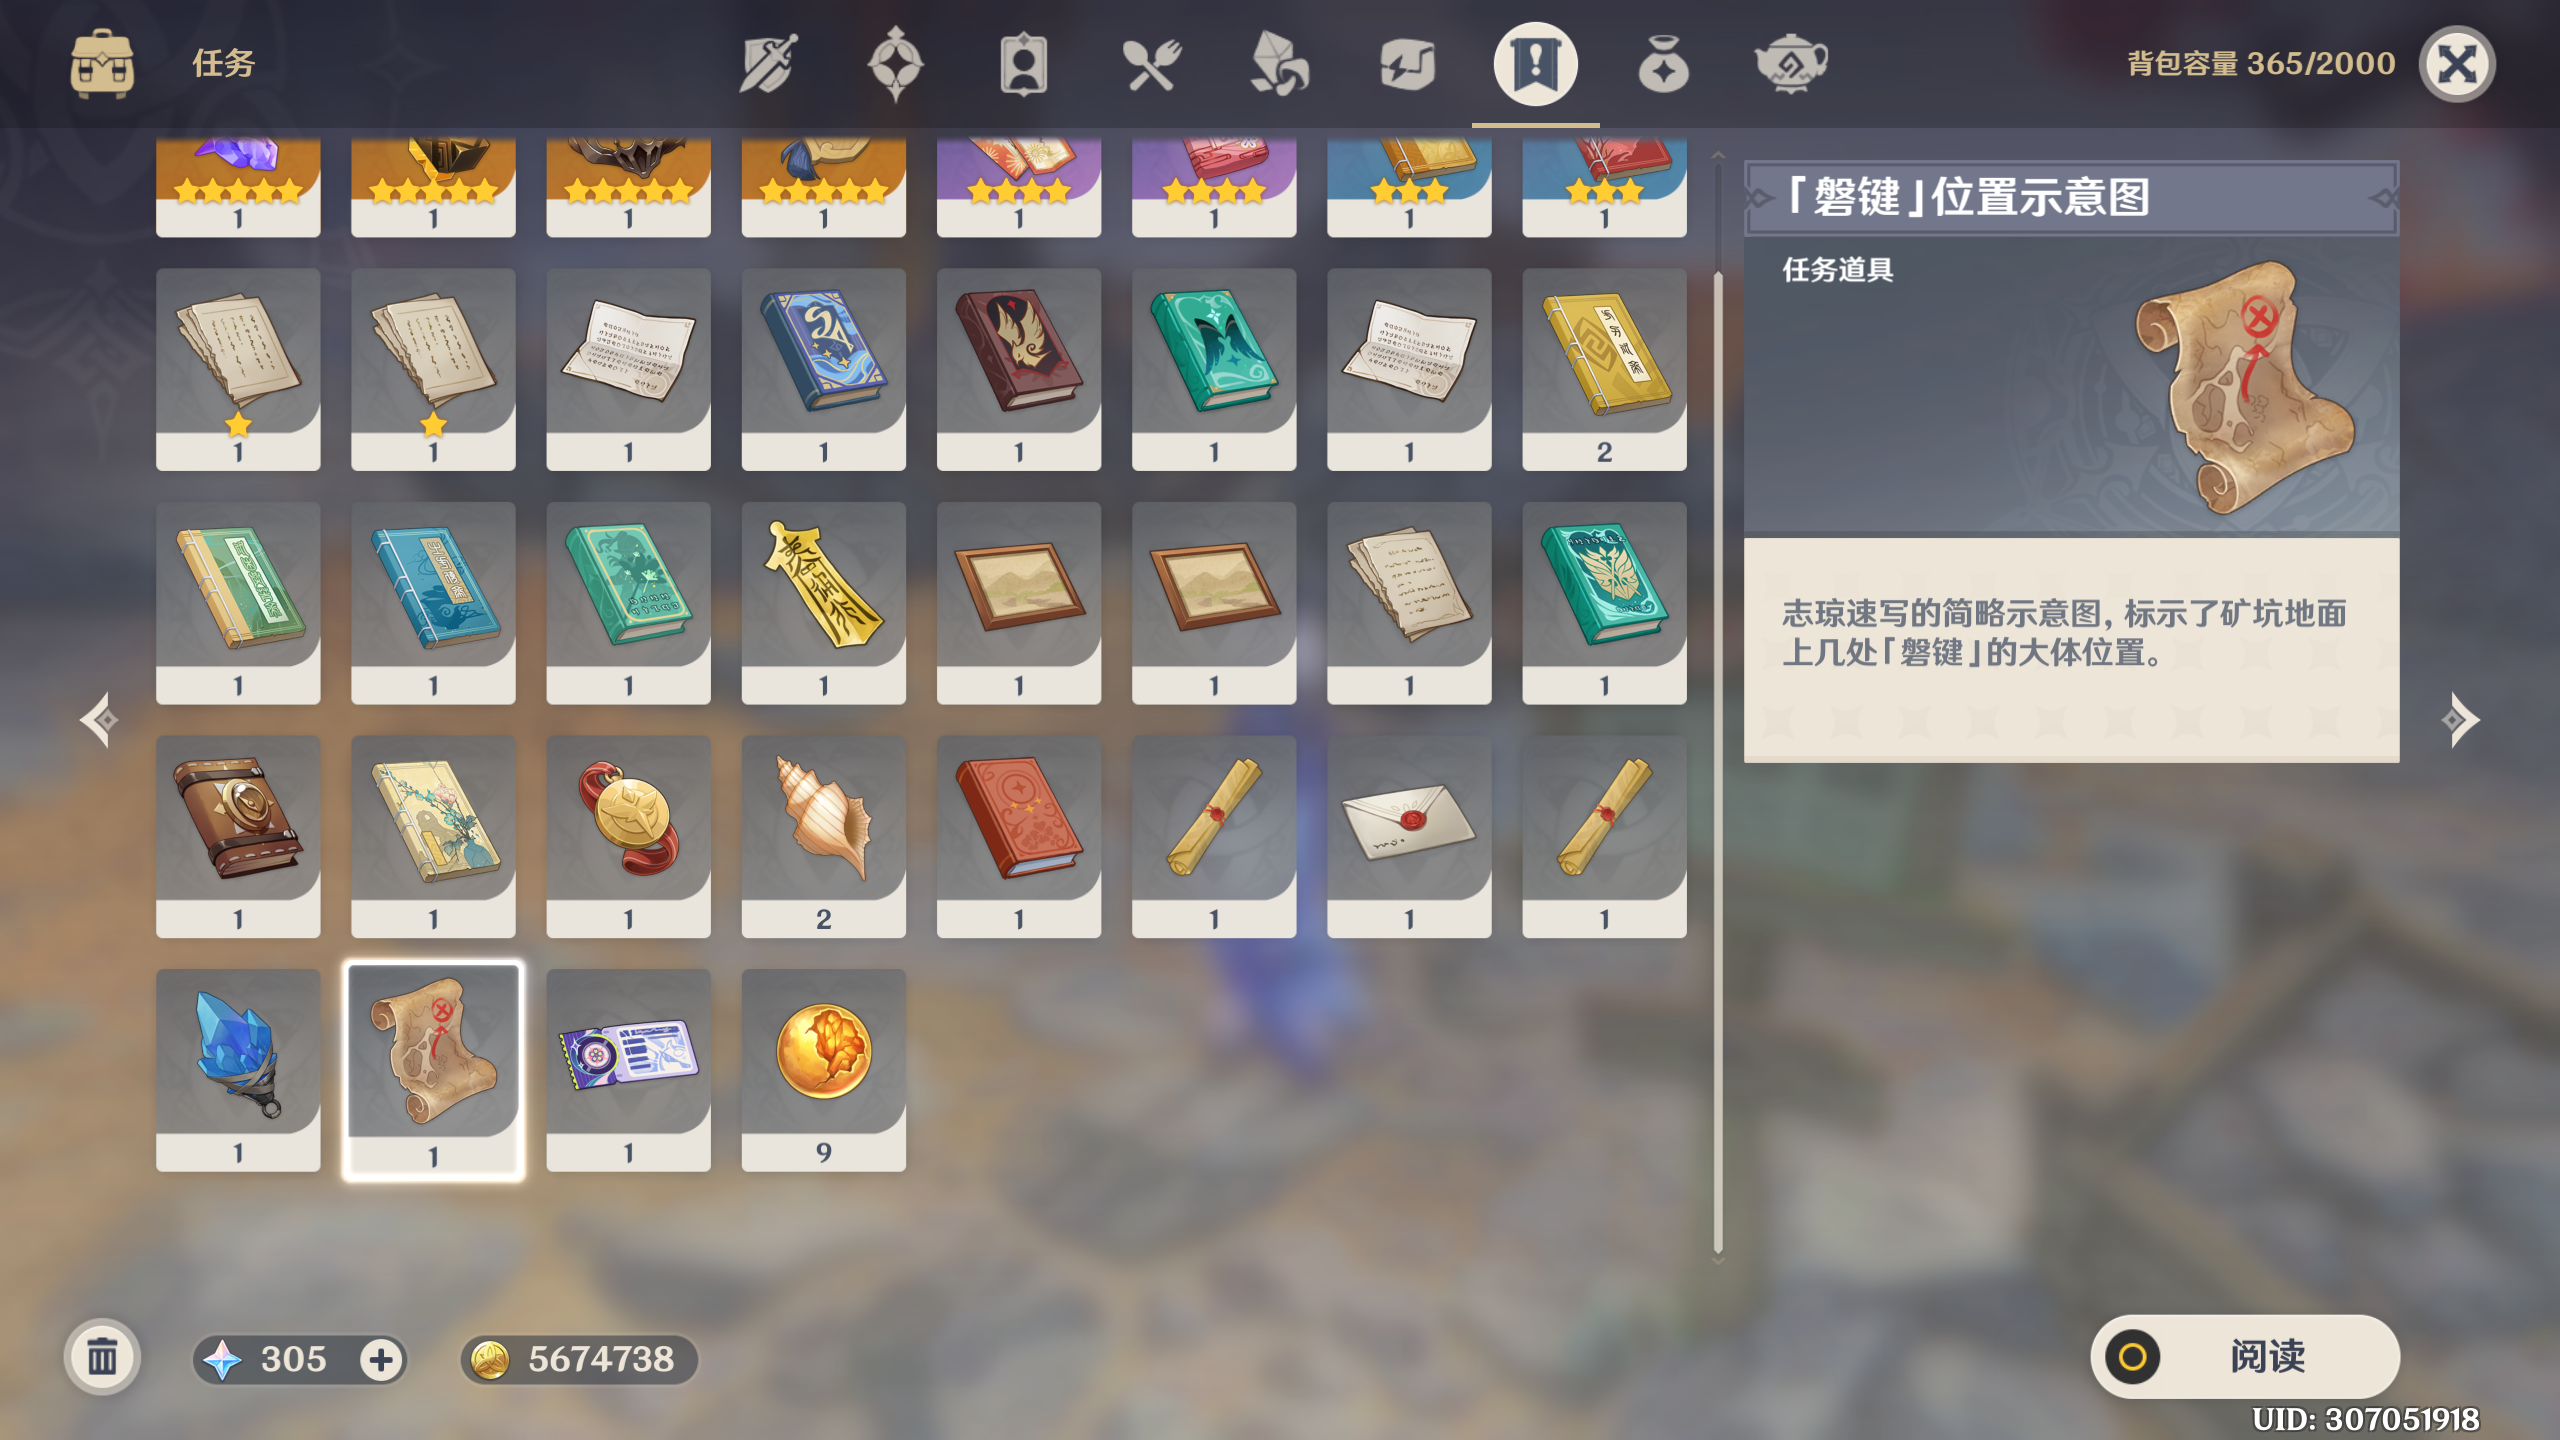 任务
背包容量 365/2000
1 1 1 1 1 1 1 1
1 1 1 1 1 1 1 2
1 1 1 1 1 1 1 1
1 1 1 2 1 1 1 1
1 1 1 9
「磐键」位置示意图
任务道具
志琼速写的简略示意图，标示了矿坑地面
上几处「磐键」的大体位置。
305
5674738
阅读
UID: 307051918